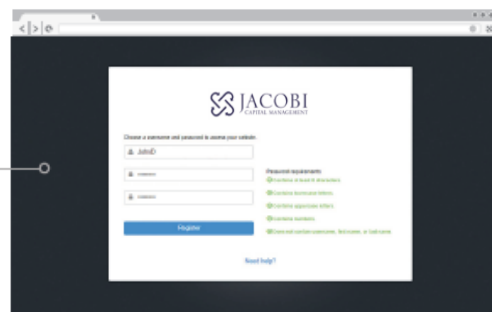 JACOBI
CAPITAL MANAGEMENT
Choose a username and password to access your website.
JohnD
Password requirements
Contains at least 8 characters
Contains lowercase letters
Contains uppercase letters
Contains numbers
Does not contain username, first name, or last name
Register
Need help?